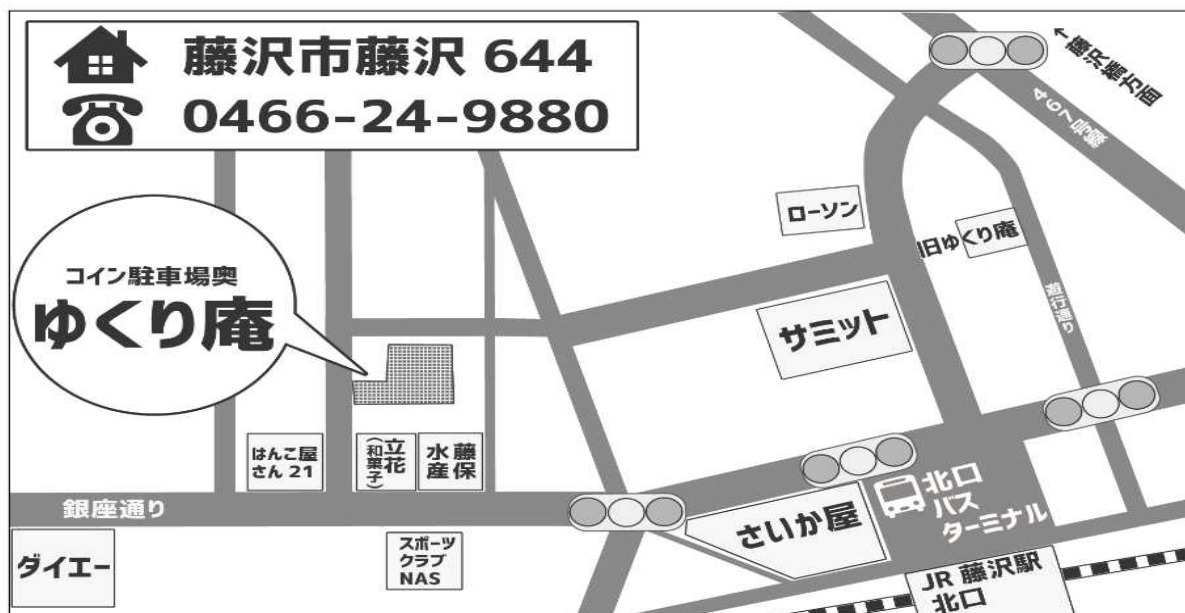 藤沢市藤沢 644
0466-24-9880
↑藤沢橋方面
467号線
ローソン
旧ゆくり庵
コイン駐車場奥
ゆくり庵
遊行通り
サミット
はんこ屋
さん 21
立花
(和菓子)
藤保
水産
銀座通り
さいか屋
北口
バス
ターミナル
ダイエー
スポーツ
クラブ
NAS
JR 藤沢駅
北口